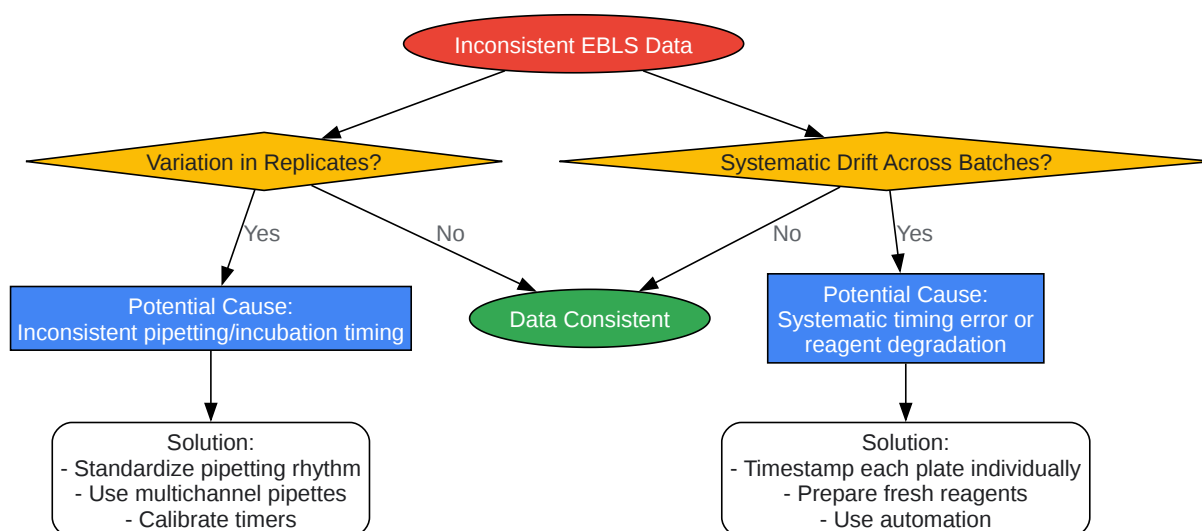 Inconsistent EBLS Data
Variation in Replicates?
Systematic Drift Across Batches?
Yes
No
No
Yes
Potential Cause:
Inconsistent pipetting/incubation timing
Data Consistent
Potential Cause:
Systematic timing error or
reagent degradation
Solution:
- Standardize pipetting rhythm
- Use multichannel pipettes
- Calibrate timers
Solution:
- Timestamp each plate individually
- Prepare fresh reagents
- Use automation